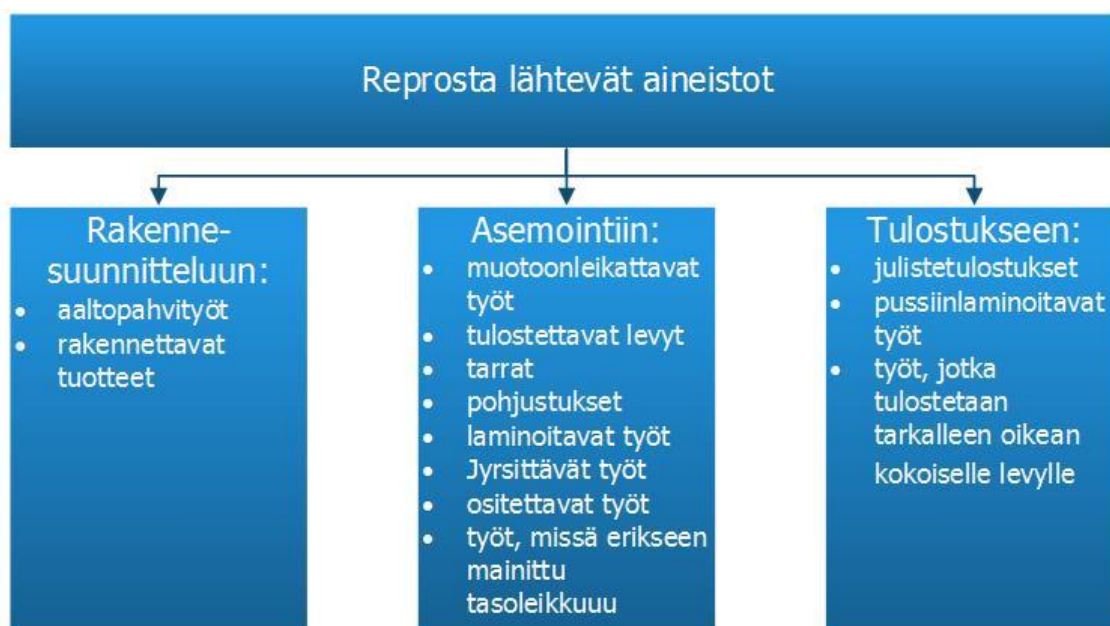 Reprosta lähtevät aineistot
Rakenne-
suunnitteluun:
• aaltopahvityöt
• rakennettavat
tuotteet
Asemointiin:
• muotoonleikattavat
työt
• tulostettavat levyt
• tarrat
• pohjustukset
• laminoitavat työt
• Jyrsittävät työt
• ositettavat työt
• työt, missä erikseen
mainittu
tasoleikkuuu
Tulostukseen:
• julistetulostukset
• pussiinlaminoitavat
työt
• työt, jotka
tulostetaan
tarkalleen oikean
kokoiselle levylle